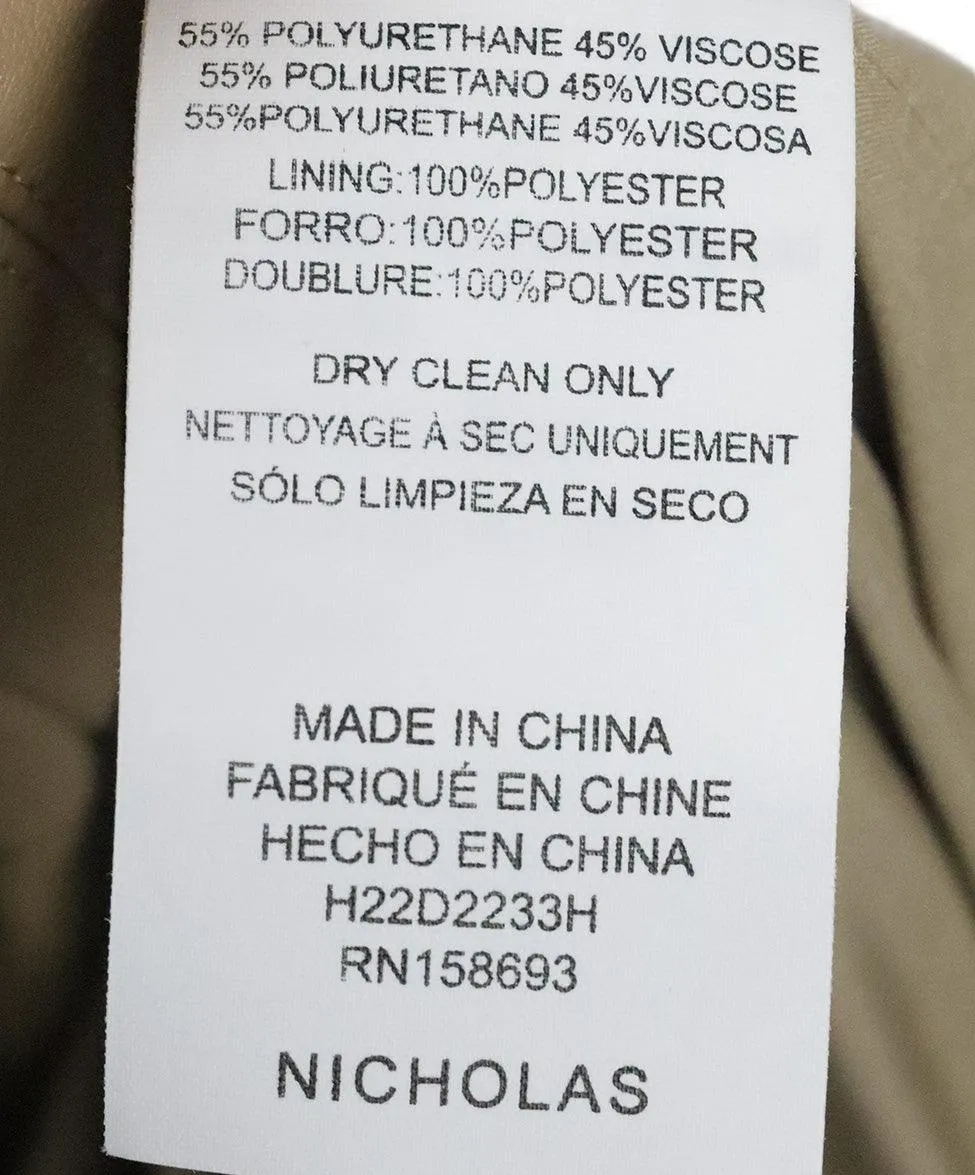 55% POLYURETHANE 45% VISCOSE
55% POLIURETANO 45%VISCOSE
55%POLYURETHANE 45%VISCOSA
LINING:100%POLYESTER
FORRO:100%POLYESTER
DOUBLURE:100%POLYESTER
DRY CLEAN ONLY
NETTOYAGE À SEC UNIQUEMENT
SÓLO LIMPIEZA EN SECO
MADE IN CHINA
FABRIQUÉ EN CHINE
HECHO EN CHINA
H22D2233H
RN158693
NICHOLAS